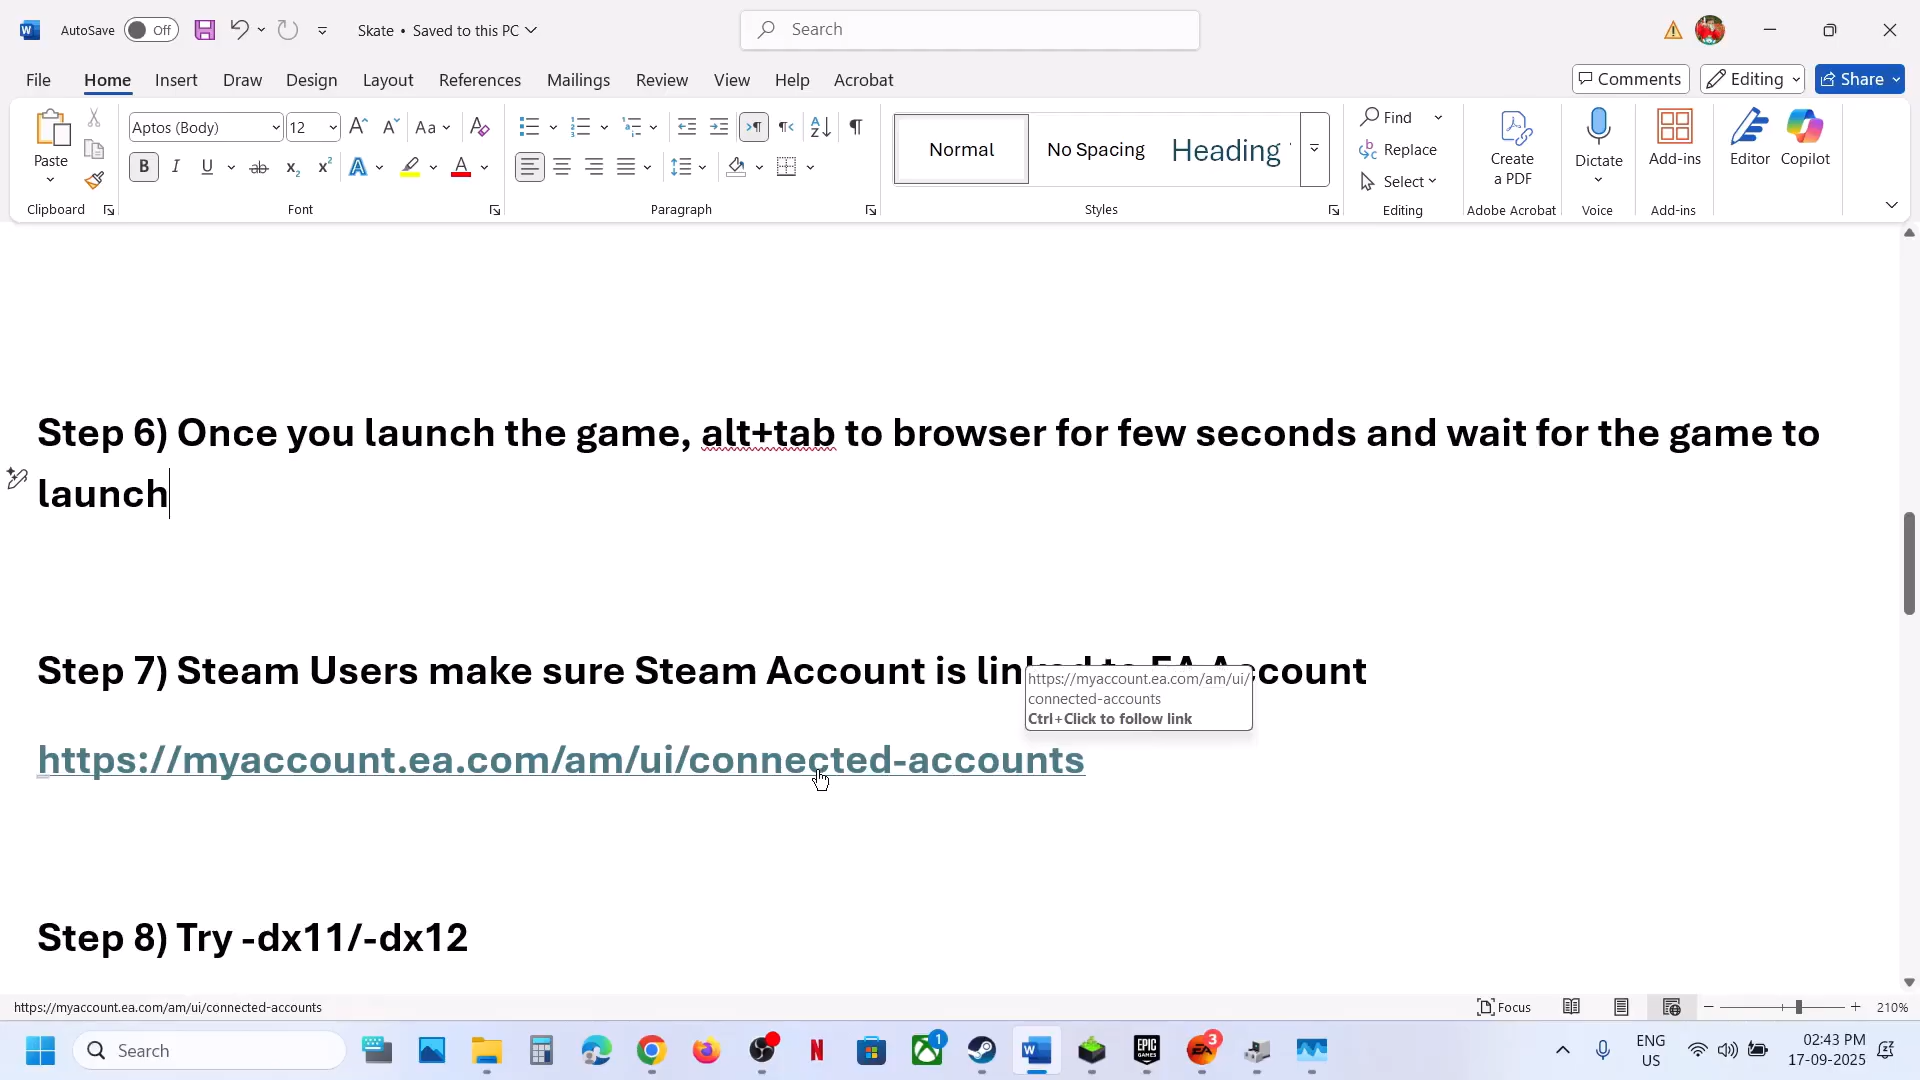 AutoSave Off Skate • Saved to this PC Search
File Home Insert Draw Design Layout References Mailings Review View Help Acrobat Comments Editing Share
Paste
Clipboard
Aptos (Body) 12
Font
Paragraph
Normal No Spacing Heading
Styles
Find
Replace
Select
Editing
Create
a PDF
Adobe Acrobat
Dictate
Voice
Add-ins
Add-ins
Editor
Copilot
Step 6) Once you launch the game, alt+tab to browser for few seconds and wait for the game to
launch
Step 7) Steam Users make sure Steam Account is linked to EA Account
https://myaccount.ea.com/am/ui/
connected-accounts
Ctrl+Click to follow link
https://myaccount.ea.com/am/ui/connected-accounts
Step 8) Try -dx11/-dx12
https://myaccount.ea.com/am/ui/connected-accounts Focus 210%
Search ENG
US
02:43 PM
17-09-2025